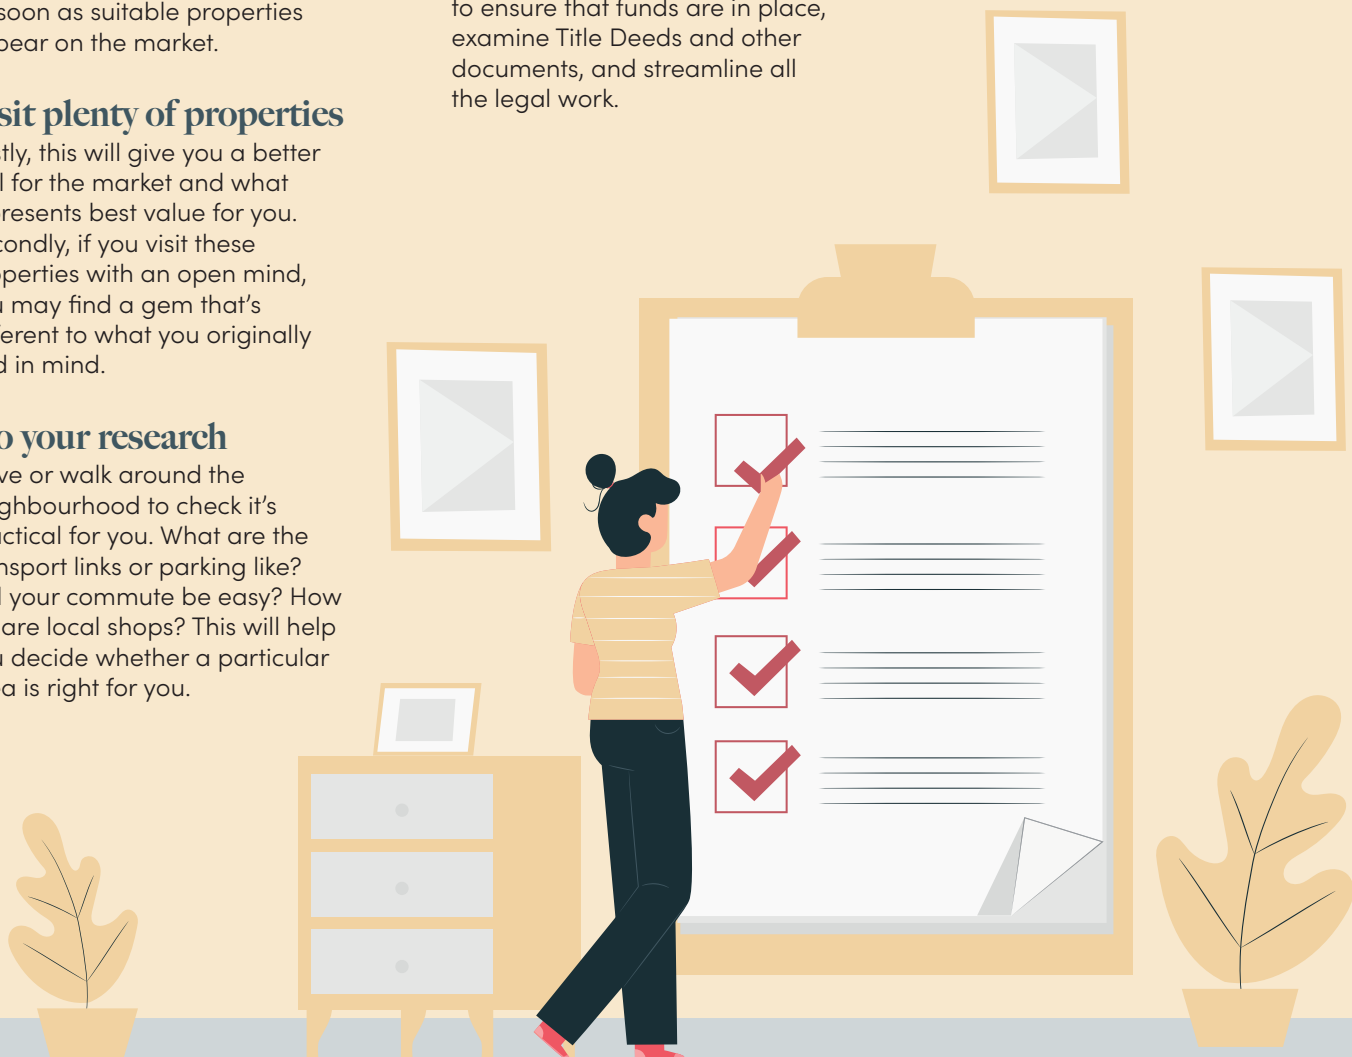 soon as suitable properties
pear on the market.
sit plenty of properties
tly, this will give you a better
l for the market and what
resents best value for you.
condly, if you visit these
operties with an open mind,
u may find a gem that's
ferent to what you originally
d in mind.
o your research
ve or walk around the
ghbourhood to check it's
actical for you. What are the
nsport links or parking like?
l your commute be easy? How
are local shops? This will help
u decide whether a particular
a is right for you.
to ensure that funds are in place,
examine Title Deeds and other
documents, and streamline all
the legal work.